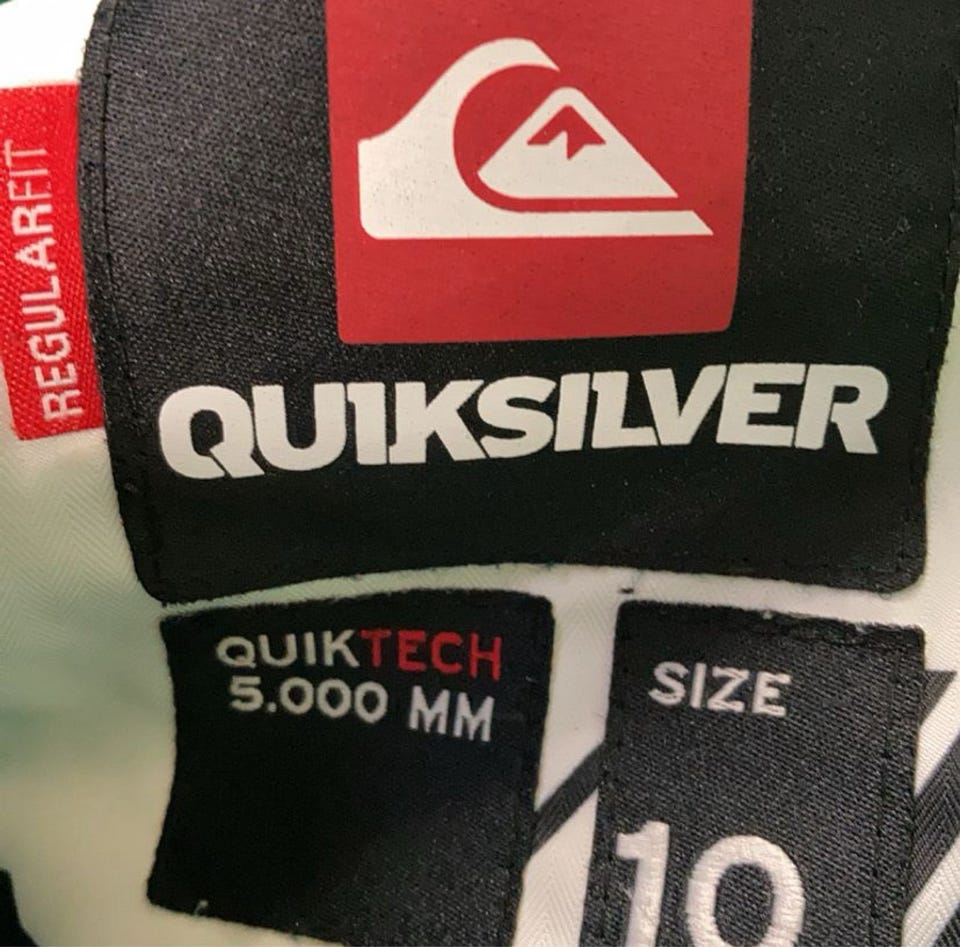 REGULARFIT
QUIKSILVER
QUIKTECH
5.000 MM
SIZE
10